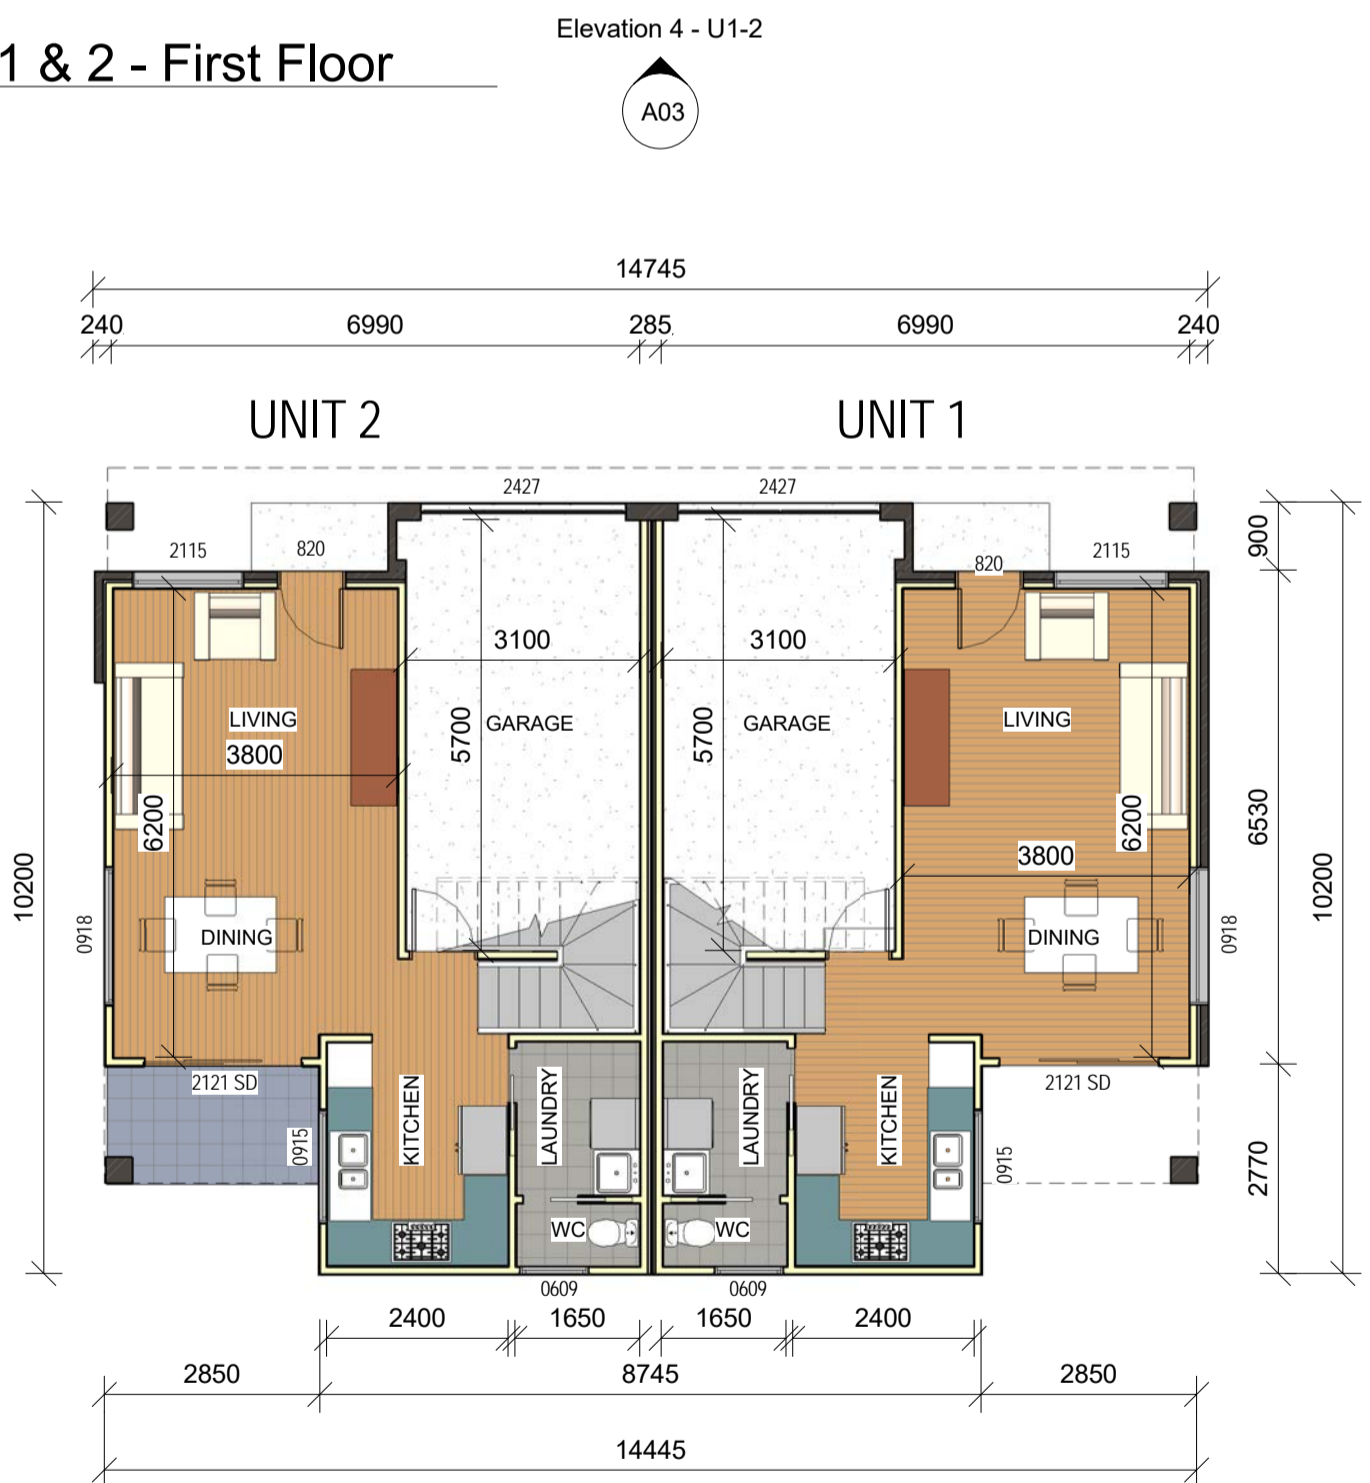 Elevation 4 - U1-2
1 & 2 - First Floor
A03
14745
240 6990 285 6990 240
UNIT 2 UNIT 1
2427 2427
2115 820 820 2115
900
3100 3100
LIVING GARAGE GARAGE LIVING
3800 5700 5700
6200 6200 6530
3800
10200 10200
0918 DINING DINING 0918
2121 SD 2121 SD
0915 KITCHEN LAUNDRY LAUNDRY KITCHEN 0915 2770
WC WC
0609 0609
2400 1650 1650 2400
2850 8745 2850
14445